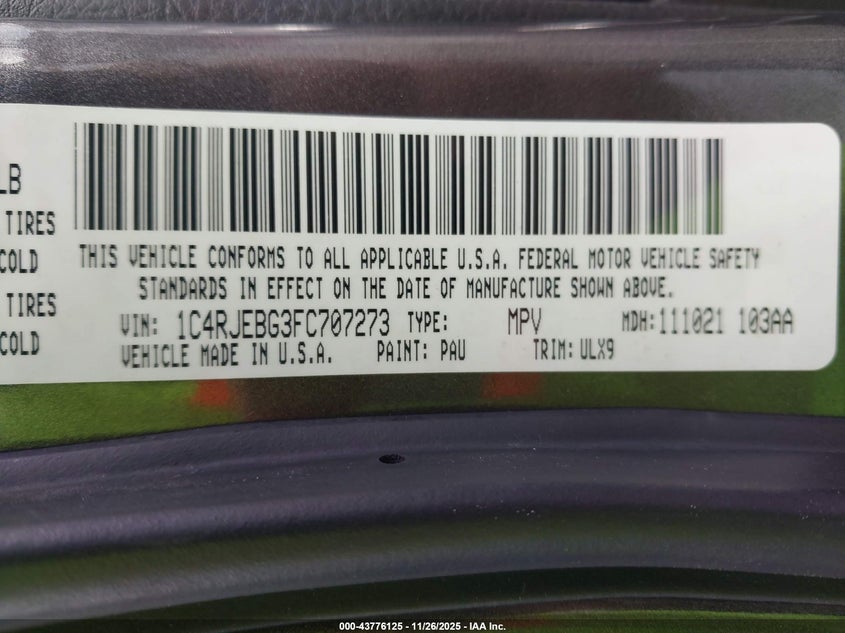 LB
TIRES
COLD
TIRES
COLD
THIS VEHICLE CONFORMS TO ALL APPLICABLE U.S.A. FEDERAL MOTOR VEHICLE SAFETY
STANDARDS IN EFFECT ON THE DATE OF MANUFACTURE SHOWN ABOVE.
VIN: 1C4RJEBG3FC707273 TYPE: MPV MDH:111021 103AA
VEHICLE MADE IN U.S.A. PAINT: PAU TRIM: ULX9
000-43776125 - 11/26/2025 - IAA Inc.